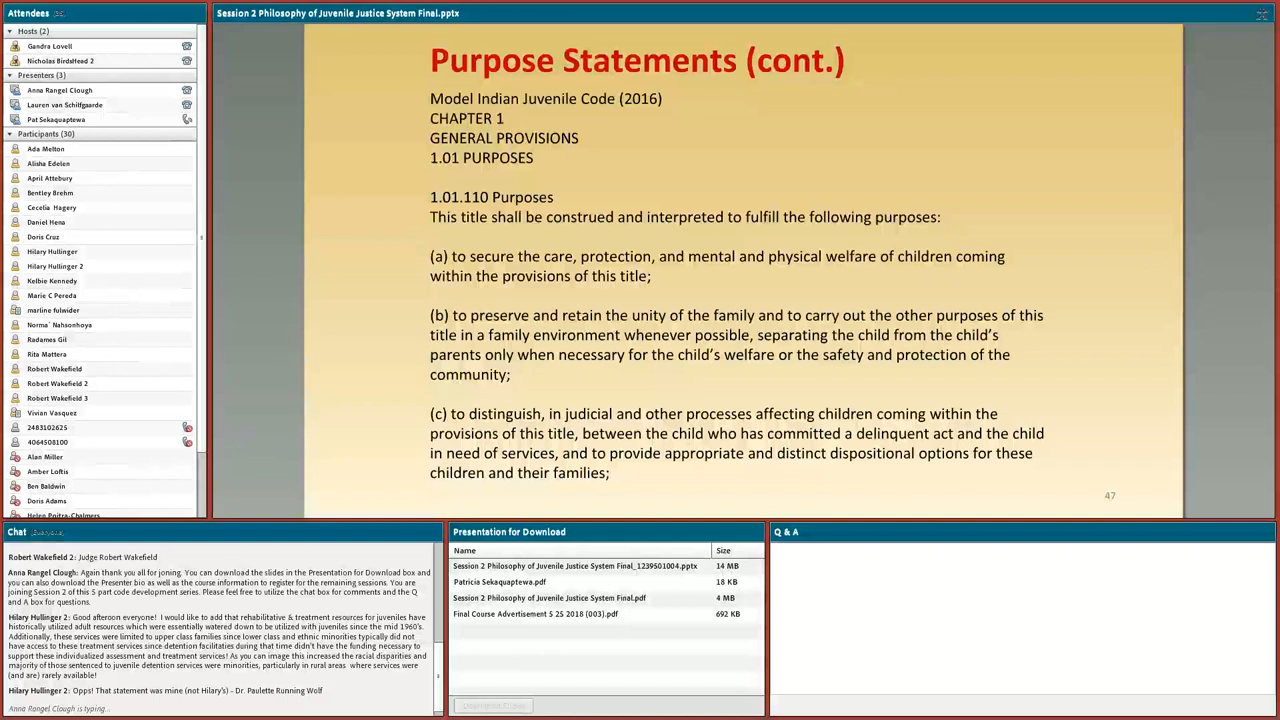 Attendees
Hosts (2)
Gandra Lovell
Nicholas BirdsHead 2
Presenters (3)
Anna Rangel Clough
Lauren van Schilfgaarde
Pat Sekaquaptewa
Participants (30)
Ada Melton
Alisha Edelen
April Attebury
Bentley Brehm
Cecelia Hagery
Daniel Hena
Doris Cruz
Hilary Hullinger
Hilary Hullinger 2
Kelbie Kennedy
Marie C Pereda
marline fulwider
Norma` Nahsonhoya
Radames Gil
Rita Mattera
Robert Wakefield
Robert Wakefield 2
Robert Wakefield 3
Vivian Vasquez
2483102625
4064508100
Alan Miller
Amber Loftis
Ben Baldwin
Doris Adams
Helen Poitra-Chalmers
Session 2 Philosophy of Juvenile Justice System Final.pptx
Purpose Statements (cont.)
Model Indian Juvenile Code (2016)
CHAPTER 1
GENERAL PROVISIONS
1.01 PURPOSES
1.01.110 Purposes
This title shall be construed and interpreted to fulfill the following purposes:
(a) to secure the care, protection, and mental and physical welfare of children coming
within the provisions of this title;
(b) to preserve and retain the unity of the family and to carry out the other purposes of this
title in a family environment whenever possible, separating the child from the child's
parents only when necessary for the child's welfare or the safety and protection of the
community;
(c) to distinguish, in judicial and other processes affecting children coming within the
provisions of this title, between the child who has committed a delinquent act and the child
in need of services, and to provide appropriate and distinct dispositional options for these
children and their families;
47
Chat (Everyone)
Robert Wakefield 2: Judge Robert Wakefield
Anna Rangel Clough: Again thank you all for joing. You can download the slides in the Presentation for Download box and
you can also download the Presenter bio as well as the course information to register for the remaining sessions. You are
joining Session 2 of this 5 part code development series. Please feel free to utilize the chat box for comments and the Q
and A box for questions.
Hilary Hullinger 2: Good afternoon everyone! I would like to add that rehabilitative & treatment resources for juveniles have
historically utilized adult resources which were essentially watered down to be utilized with juveniles since the mid 1960's.
Additionally, these services were limited to upper class families since lower class and ethnic minorities typically did not
have access to these treatment services since detention facilitaties during that time didn't have the funding necessary to
support these individualized assessment and treatment services! As you can image this increased the racial disparities and
majority of those sentenced to juvenile detention services were minorities, particularly in rural areas where services were
(and are) rarely available!
Hilary Hullinger 2: Opps! That statement was mine (not Hilary's) - Dr. Paulette Running Wolf
Anna Rangel Clough is typing...
Presentation for Download
Name Size
Session 2 Philosophy of Juvenile Justice System Final_1239501004.pptx 14 MB
Patricia Sekaquaptewa.pdf 18 KB
Session 2 Philosophy of Juvenile Justice System Final.pdf 4 MB
Final Course Advertisement 5 25 2018 (003).pdf 692 KB
Q & A